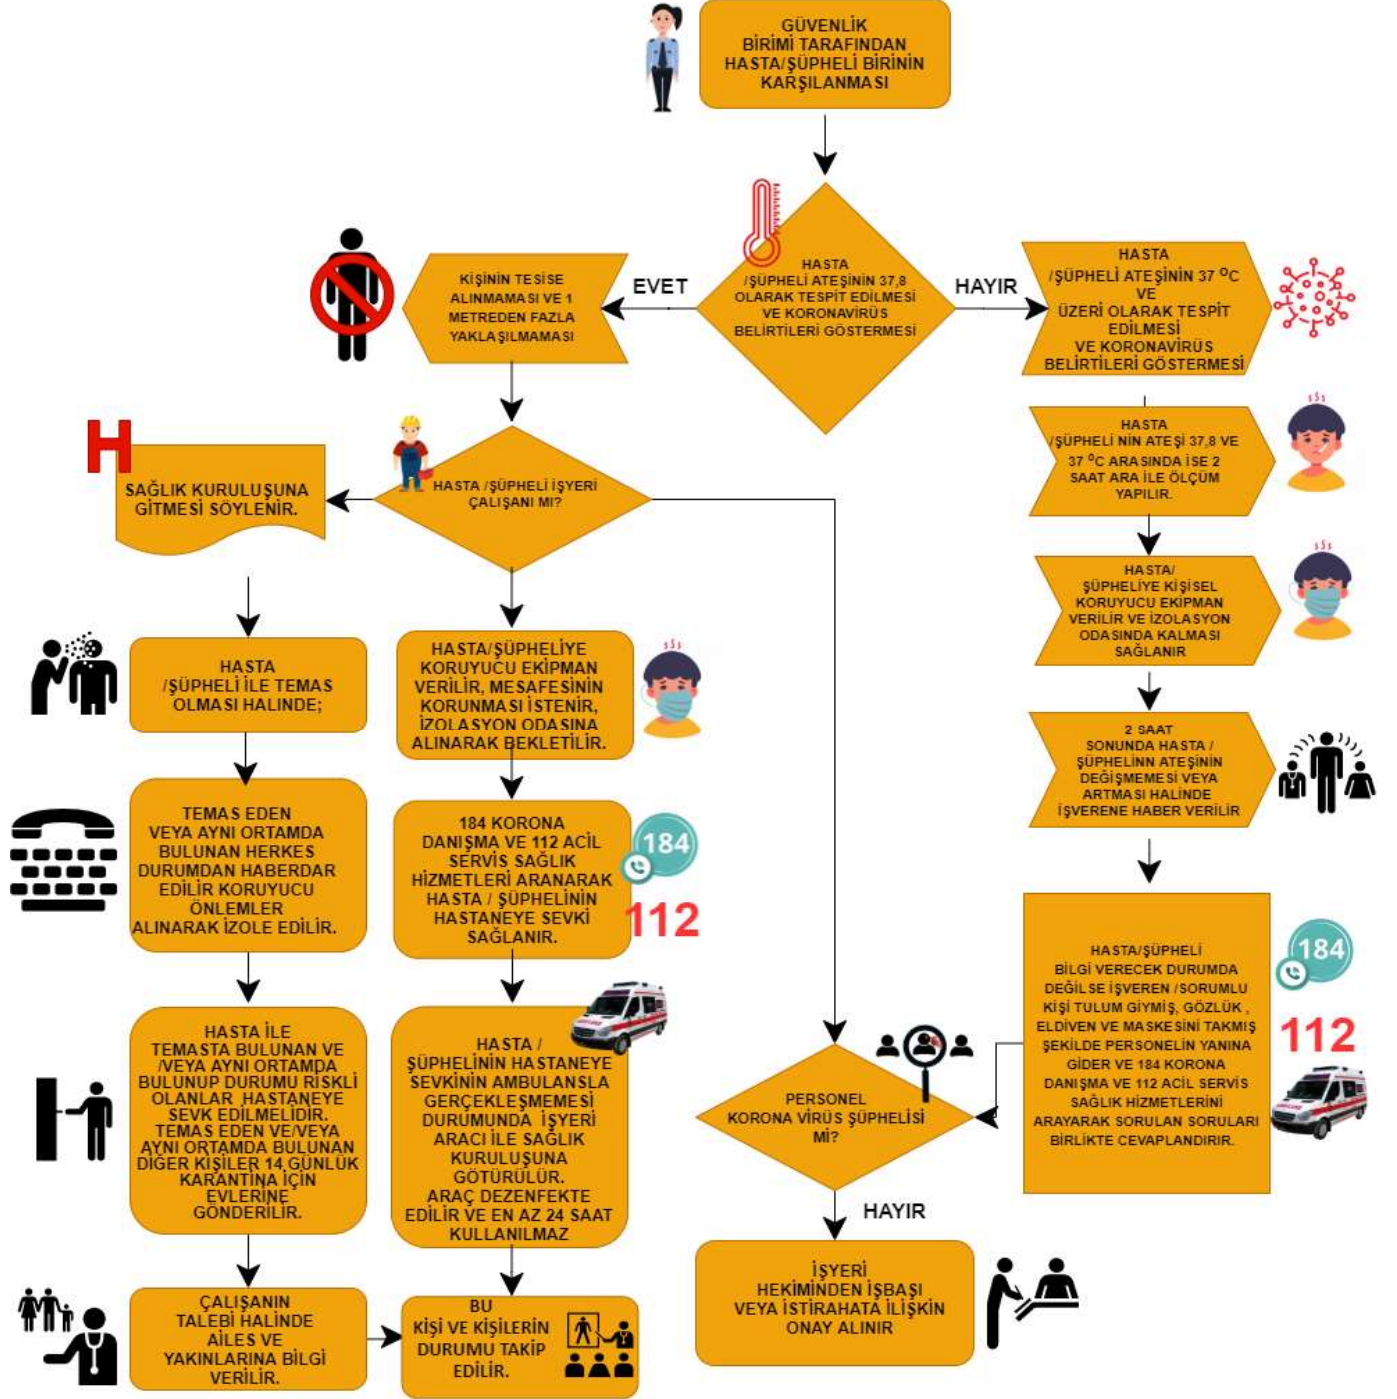 GÜVENLİK
BİRİMİ TARAFINDAN
HASTA/ŞÜPHELİ BİRİNİN
KARŞILANMASI
HASTA
/ŞÜPHELİ ATEŞİNİN 37,8
OLARAK TESPİT EDİLMESİ
VE KORONAVİRÜS
BELİRTİLERİ GÖSTERMESİ
EVET
HAYIR
KİŞİNİN TESİSE
ALINMAMASI VE 1
METREDEN FAZLA
YAKLAŞILMAMASI
HASTA
/ŞÜPHELİ ATEŞİNİN 37 ⁰C
VE
ÜZERİ OLARAK TESPİT
EDİLMESİ
VE KORONAVİRÜS
BELİRTİLERİ GÖSTERMESİ
HASTA
/ŞÜPHELİ NİN ATEŞİ 37,8 VE
37 ⁰C ARASINDA İSE 2
SAAT ARA İLE ÖLÇÜM
YAPILIR.
H
SAĞLIK KURULUŞUNA
GİTMESİ SÖYLENİR.
HASTA /ŞÜPHELİ İŞYERİ
ÇALIŞANI MI?
HASTA/
ŞÜPHELİYE KİŞİSEL
KORUYUCU EKİPMAN
VERİLİR VE İZOLASYON
ODASINDA KALMASI
SAĞLANIR
HASTA
/ŞÜPHELİ İLE TEMAS
OLMASI HALINDE;
HASTA/ŞÜPHELİYE
KORUYUCU EKİPMAN
VERİLİR, MESAFESİNİN
KORUNMASI İSTENİR,
İZOLASYON ODASINA
ALINARAK BEKLETİLİR.
2 SAAT
SONUNDA HASTA /
ŞÜPHELİNN ATEŞİNİN
DEĞİŞMEMESİ VEYA
ARTMASI HALİNDE
İŞVERENE HABER VERİLİR
TEMAS EDEN
VEYA AYNI ORTAMDA
BULUNAN HERKES
DURUMDAN HABERDAR
EDİLİR KORUYUCU
ÖNLEMLER
ALINARAK İZOLE EDİLİR.
184 KORONA
DANIŞMA VE 112 ACİL
SERVİS SAĞLIK
HİZMETLERİ ARANARAK
HASTA / ŞÜPHELİNİN
HASTANEYE SEVKİ
SAĞLANIR.
184
112
HASTA/ŞÜPHELİ
BİLGİ VERECEK DURUMDA
DEĞİLSE İŞVEREN /SORUMLU
KİŞİ TULUM GİYMİŞ, GÖZLÜK ,
ELDİVEN VE MASKESİNİ TAKMIŞ
ŞEKİLDE PERSONELİN YANINA
GİDER VE 184 KORONA
DANIŞMA VE 112 ACİL SERVİS
SAĞLIK HİZMETLERİNİ
ARAYARAK SORULAN SORULARI
BİRLİKTE CEVAPLANDIRIR.
184
112
HASTA İLE
TEMASTA BULUNAN VE
/VEYA AYNI ORTAMDA
BULUNUP DURUMU RİSKLİ
OLANLAR HASTANEYE
SEVK EDİLMELİDİR.
TEMAS EDEN VE/VEYA
AYNI ORTAMDA BULUNAN
DİĞER KİŞİLER 14 GÜNLÜK
KARANTİNA İÇİN
EVLERİNE
GÖNDERİLİR.
HASTA /
ŞÜPHELİNİN HASTANEYE
SEVKİNİN AMBULANSLA
GERÇEKLEŞMEMESİ
DURUMUNDA İŞYERİ
ARACI İLE SAĞLIK
KURULUŞUNA
GÖTÜRÜLÜR.
ARAÇ DEZENFEKTE
EDİLİR VE EN AZ 24 SAAT
KULLANILMAZ
PERSONEL
KORONA VİRÜS ŞÜPHELİSİ
Mİ?
HAYIR
İŞYERİ
HEKİMİNDEN İŞBAŞI
VEYA İSTİRAHATA İLİŞKİN
ONAY ALINIR
ÇALIŞANIN
TALEBİ HALİNDE
AİLES VE
YAKINLARINA BİLGİ
VERİLİR.
BU
KİŞİ VE KİŞİLERİN
DURUMU TAKİP
EDİLİR.